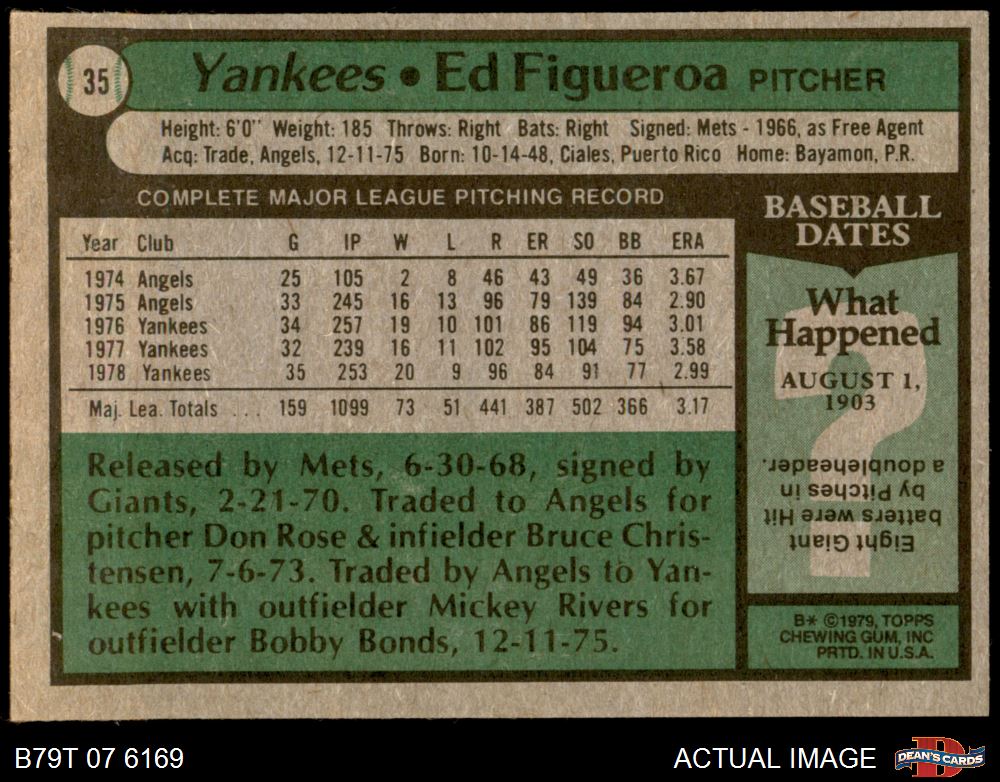 35
Yankees • Ed Figueroa PITCHER
Height: 6'0" Weight: 185 Throws: Right Bats: Right Signed: Mets - 1966, as Free Agent
Acq: Trade, Angels, 12-11-75 Born: 10-14-48, Ciales, Puerto Rico Home: Bayamon, P.R.
COMPLETE MAJOR LEAGUE PITCHING RECORD
Year Club G IP W L R ER SO BB ERA
1974 Angels 25 105 2 8 46 43 49 36 3.67
1975 Angels 33 245 16 13 96 79 139 84 2.90
1976 Yankees 34 257 19 10 101 86 119 94 3.01
1977 Yankees 32 239 16 11 102 95 104 75 3.58
1978 Yankees 35 253 20 9 96 84 91 77 2.99
Maj. Lea. Totals ... 159 1099 73 51 441 387 502 366 3.17
Released by Mets, 6-30-68, signed by
Giants, 2-21-70. Traded to Angels for
pitcher Don Rose & infielder Bruce Chris-
tensen, 7-6-73. Traded by Angels to Yan-
kees with outfielder Mickey Rivers for
outfielder Bobby Bonds, 12-11-75.
BASEBALL
DATES
What
Happened
?
AUGUST 1,
1903
Eight Giant
batters were Hit
by Pitches in
a doubleheader.
B* ©1979, TOPPS
CHEWING GUM, INC
PRTD. IN U.S.A.
B79T 07 6169
ACTUAL IMAGE
D
DEAN'S CARDS